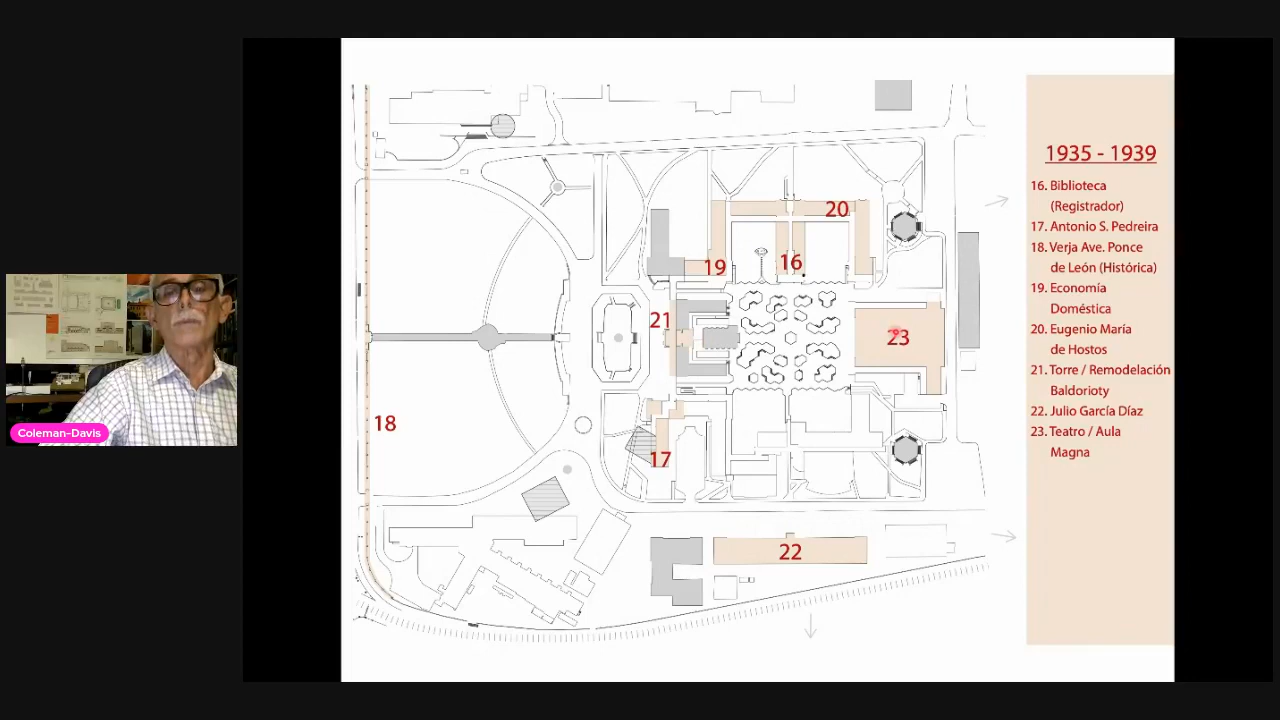 Coleman-Davis
20
19
16
21
23
18
17
22
1935 - 1939
16. Biblioteca
(Registrador)
17. Antonio S. Pedreira
18. Verja Ave. Ponce
de León (Histórica)
19. Economía
Doméstica
20. Eugenio María
de Hostos
21. Torre / Remodelación
Baldorioty
22. Julio García Díaz
23. Teatro / Aula
Magna